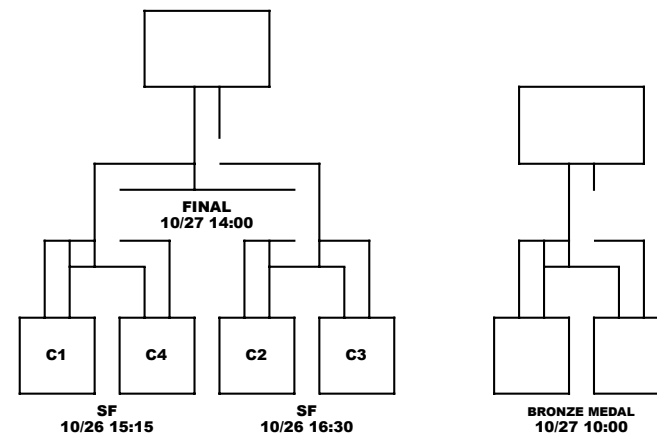 FINAL
10/27 14:00
C1
C4
C2
C3
SF
10/26 15:15
SF
10/26 16:30
BRONZE MEDAL
10/27 10:00